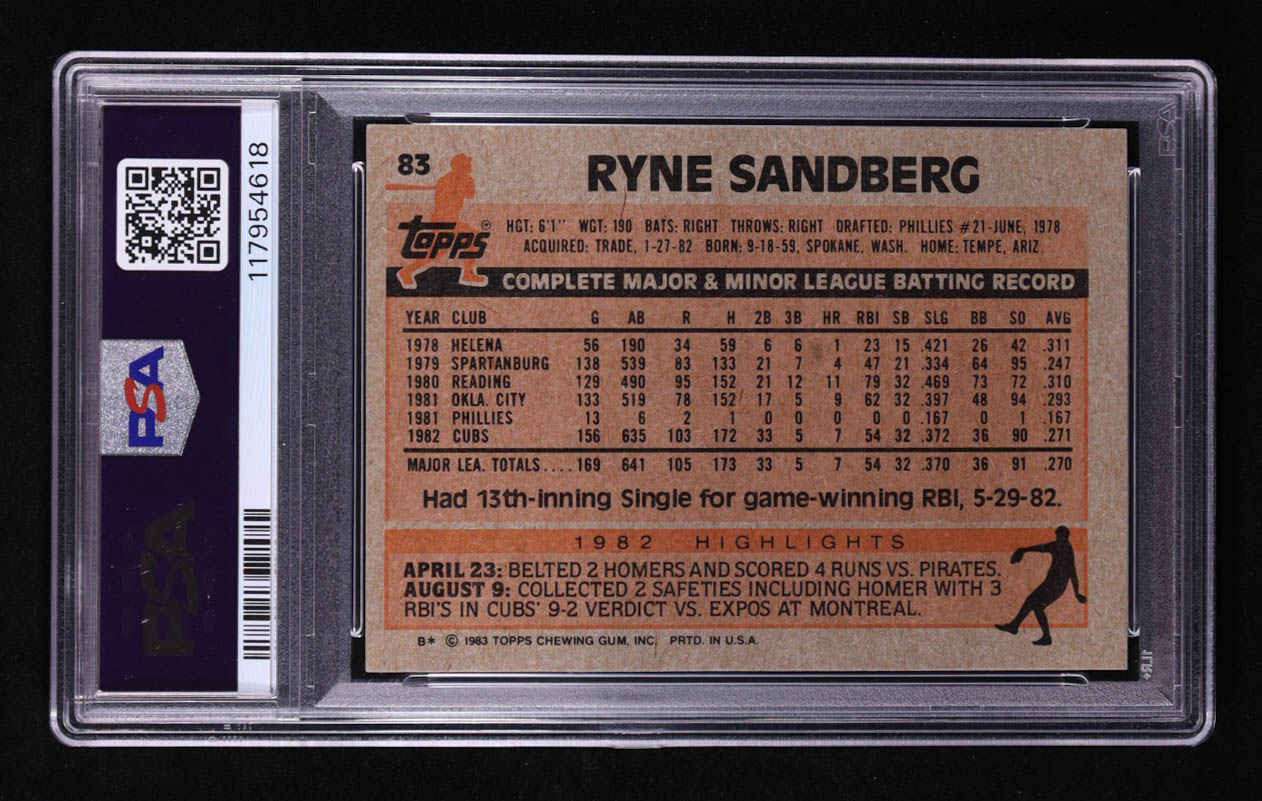 117954618
PSA
PSA
PSA
83
RYNE SANDBERG
topps®
HGT: 6'1'' WGT: 190 BATS: RIGHT THROWS: RIGHT DRAFTED: PHILLIES #21-JUNE, 1978
ACQUIRED: TRADE, 1-27-82 BORN: 9-18-59, SPOKANE, WASH. HOME: TEMPE, ARIZ.
COMPLETE MAJOR & MINOR LEAGUE BATTING RECORD
YEAR CLUB G AB R H 2B 3B HR RBI SB SLG BB SO AVG
1978 HELENA 56 190 34 59 6 6 1 23 15 .421 26 42 .311
1979 SPARTANBURG 138 539 83 133 21 7 4 47 21 .334 64 95 .247
1980 READING 129 490 95 152 21 12 11 79 32 .469 73 72 .310
1981 OKLA. CITY 133 519 78 152 17 5 9 62 32 .397 48 94 .293
1981 PHILLIES 13 6 2 1 0 0 0 0 0 .167 0 1 .167
1982 CUBS 156 635 103 172 33 5 7 54 32 .372 36 90 .271
MAJOR LEA. TOTALS.... 169 641 105 173 33 5 7 54 32 .370 36 91 .270
Had 13th-inning Single for game-winning RBI, 5-29-82.
1982 HIGHLIGHTS
APRIL 23: BELTED 2 HOMERS AND SCORED 4 RUNS VS. PIRATES.
AUGUST 9: COLLECTED 2 SAFETIES INCLUDING HOMER WITH 3
RBI'S IN CUBS' 9-2 VERDICT VS. EXPOS AT MONTREAL.
B* © 1983 TOPPS CHEWING GUM, INC. PRTD. IN U.S.A.